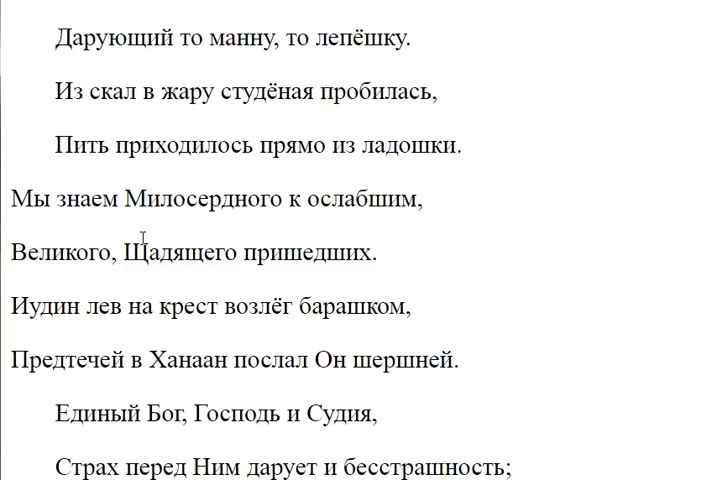 Дарующий то манну, то лепёшку.
Из скал в жару студёная пробилась,
Пить приходилось прямо из ладошки.
Мы знаем Милосердного к ослабшим,
Великого, Щадящего пришедших.
Иудин лев на крест возлёг барашком,
Предтечей в Ханаан послал Он шершней.
Единый Бог, Господь и Судия,
Страх перед Ним дарует и бесстрашность;